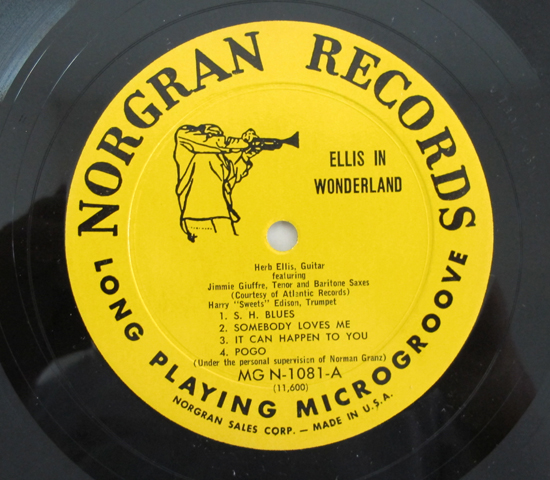 NORGRAN RECORDS
ELLIS IN
WONDERLAND
Herb Ellis, Guitar
featuring
Jimmie Giuffre, Tenor and Baritone Saxes
(Courtesy of Atlantic Records)
Harry "Sweets" Edison, Trumpet
1. S. H. BLUES
2. SOMEBODY LOVES ME
3. IT CAN HAPPEN TO YOU
4. POGO
(Under the personal supervision of Norman Granz)
MG N-1081-A
(11,600)
LONG PLAYING MICROGROOVE
NORGRAN SALES CORP. — MADE IN U.S.A.